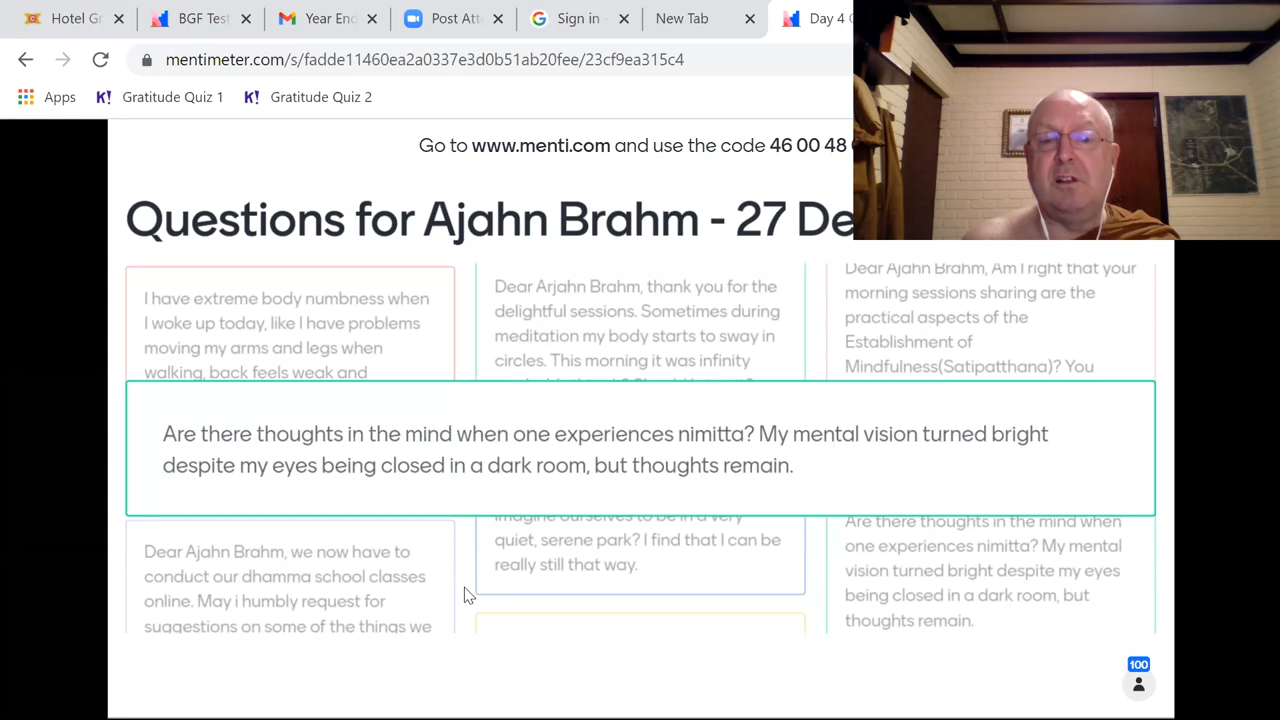 Hotel Gr
BGF Test
Year End
Post Atte
Sign in -
New Tab
Day 4
mentimeter.com/s/fadde11460ea2a0337e3d0b51ab20fee/23cf9ea315c4
Apps
Gratitude Quiz 1
Gratitude Quiz 2
Go to www.menti.com and use the code 46 00 48
Questions for Ajahn Brahm - 27 De
I have extreme body numbness when
I woke up today, like I have problems
moving my arms and legs when
walking, back feels weak and
Dear Arjahn Brahm, thank you for the
delightful sessions. Sometimes during
meditation my body starts to sway in
circles. This morning it was infinity
Dear Ajahn Brahm, Am I right that your
morning sessions sharing are the
practical aspects of the
Establishment of
Mindfulness(Satipatthana)? You
Are there thoughts in the mind when one experiences nimitta? My mental vision turned bright
despite my eyes being closed in a dark room, but thoughts remain.
Dear Ajahn Brahm, we now have to
conduct our dhamma school classes
online. May i humbly request for
suggestions on some of the things we
imagine ourselves to be in a very
quiet, serene park? I find that I can be
really still that way.
Are there thoughts in the mind when
one experiences nimitta? My mental
vision turned bright despite my eyes
being closed in a dark room, but
thoughts remain.
100